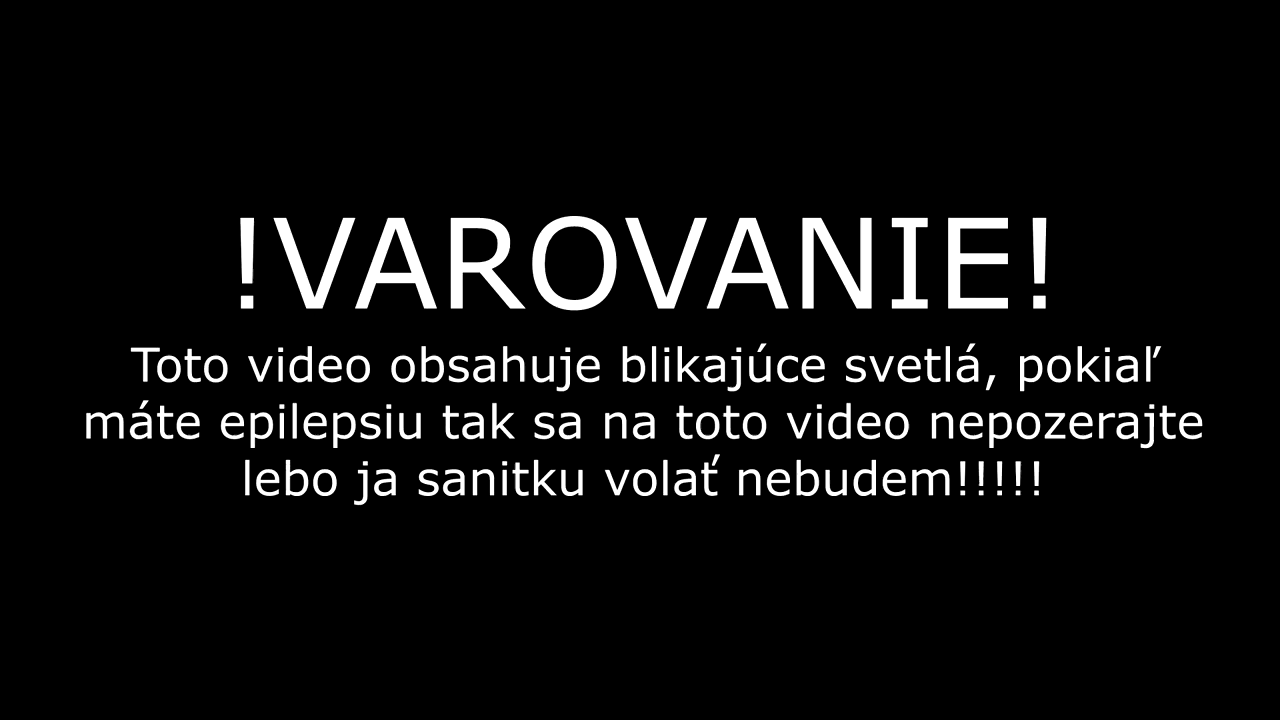 !VAROVANIE!
Toto video obsahuje blikajúce svetlá, pokiaľ
máte epilepsiu tak sa na toto video nepozerajte
lebo ja sanitku volať nebudem!!!!!